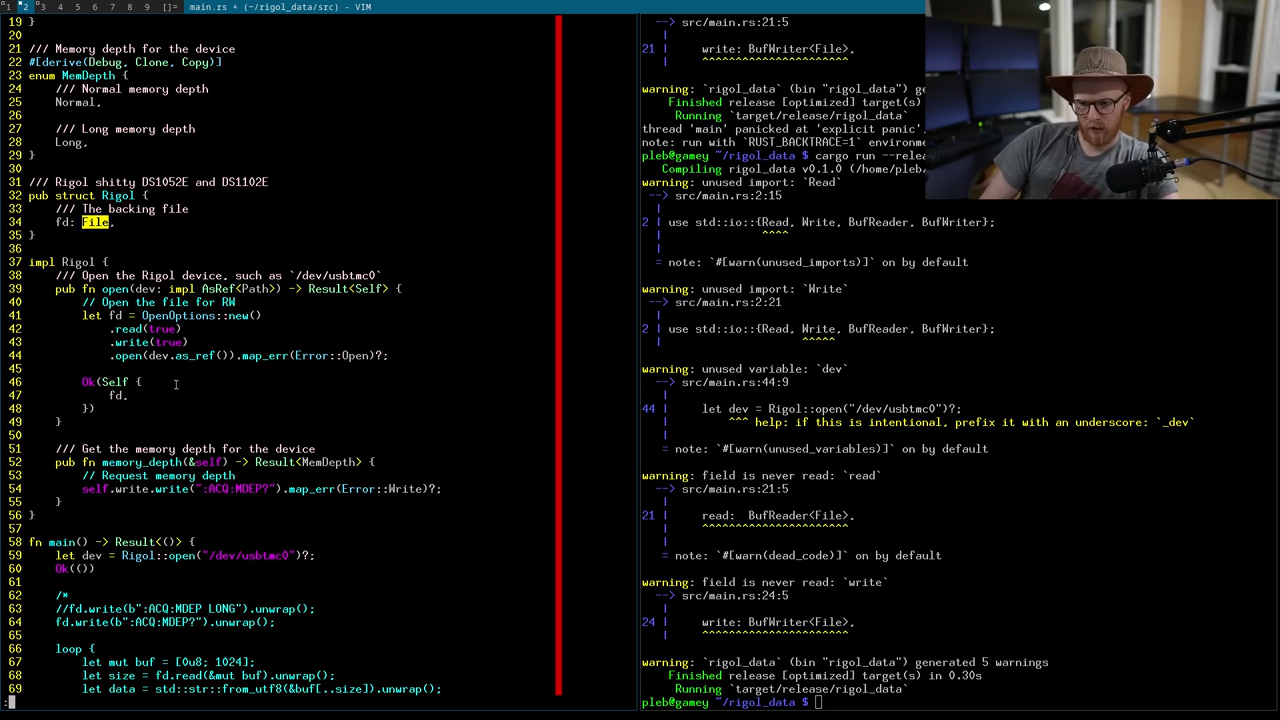 1 2 3 4 5 6 7 8 9 []= main.rs * (~/rigol_data/src) - VIM
19 }
20
21 /// Memory depth for the device
22 #[derive(Debug, Clone, Copy)]
23 enum MemDepth {
24 /// Normal memory depth
25 Normal,
26
27 /// Long memory depth
28 Long,
29 }
30
31 /// Rigol shitty DS1052E and DS1102E
32 pub struct Rigol {
33 /// The backing file
34 fd: File,
35 }
36
37 impl Rigol {
38 /// Open the Rigol device, such as `/dev/usbtmc0`
39 pub fn open(dev: impl AsRef<Path>) -> Result<Self> {
40 // Open the file for RW
41 let fd = OpenOptions::new()
42 .read(true)
43 .write(true)
44 .open(dev.as_ref()).map_err(Error::Open)?;
45
46 Ok(Self {
47 fd,
48 })
49 }
50
51 /// Get the memory depth for the device
52 pub fn memory_depth(&self) -> Result<MemDepth> {
53 // Request memory depth
54 self.write.write(":ACQ:MDEP?").map_err(Error::Write)?;
55 }
56 }
57
58 fn main() -> Result<()> {
59 let dev = Rigol::open("/dev/usbtmc0")?;
60 Ok(())
61
62 /*
63 //fd.write(b":ACQ:MDEP LONG").unwrap();
64 fd.write(b":ACQ:MDEP?").unwrap();
65
66 loop {
67 let mut buf = [0u8; 1024];
68 let size = fd.read(&mut buf).unwrap();
69 let data = std::str::from_utf8(&buf[..size]).unwrap();
:
--> src/main.rs:21:5
|
21 | write: BufWriter<File>,
| ^^^^^^^^^^^^^^^^^^^^^^
warning: `rigol_data` (bin "rigol_data") ge
Finished release [optimized] target(s)
Running `target/release/rigol_data`
thread 'main' panicked at 'explicit panic',
note: run with `RUST_BACKTRACE=1` environme
pleb@gamey ~/rigol_data $ cargo run --relea
Compiling rigol_data v0.1.0 (/home/pleb/
warning: unused import: `Read`
--> src/main.rs:2:15
|
2 | use std::io::{Read, Write, BufReader, BufWriter};
| ^^^^
|
= note: `#[warn(unused_imports)]` on by default
warning: unused import: `Write`
--> src/main.rs:2:21
|
2 | use std::io::{Read, Write, BufReader, BufWriter};
| ^^^^^
warning: unused variable: `dev`
--> src/main.rs:44:9
|
44 | let dev = Rigol::open("/dev/usbtmc0")?;
| ^^^ help: if this is intentional, prefix it with an underscore: `_dev`
|
= note: `#[warn(unused_variables)]` on by default
warning: field is never read: `read`
--> src/main.rs:21:5
|
21 | read: BufReader<File>,
| ^^^^^^^^^^^^^^^^^^^^^^
|
= note: `#[warn(dead_code)]` on by default
warning: field is never read: `write`
--> src/main.rs:24:5
|
24 | write: BufWriter<File>,
| ^^^^^^^^^^^^^^^^^^^^^^
warning: `rigol_data` (bin "rigol_data") generated 5 warnings
Finished release [optimized] target(s) in 0.30s
Running `target/release/rigol_data`
pleb@gamey ~/rigol_data $